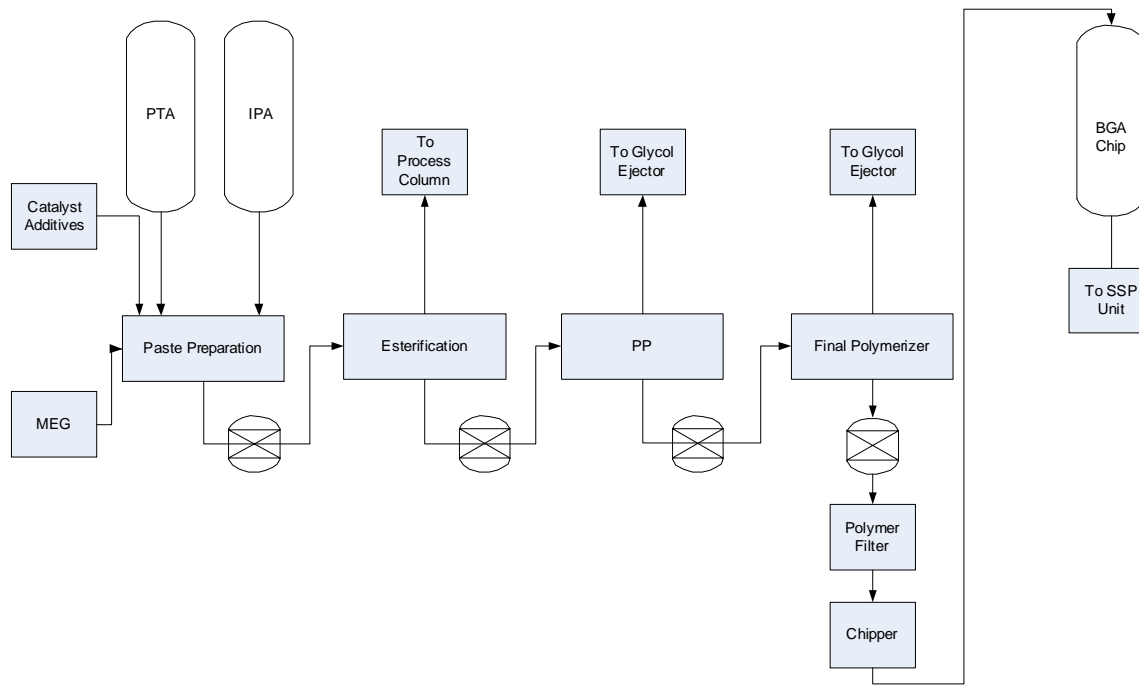 PTA
IPA
BGA
Chip
To
Process
Column
To Glycol
Ejector
To Glycol
Ejector
Catalyst
Additives
To SSP
Unit
Paste Preparation
Esterification
PP
Final Polymerizer
MEG
Polymer
Filter
Chipper